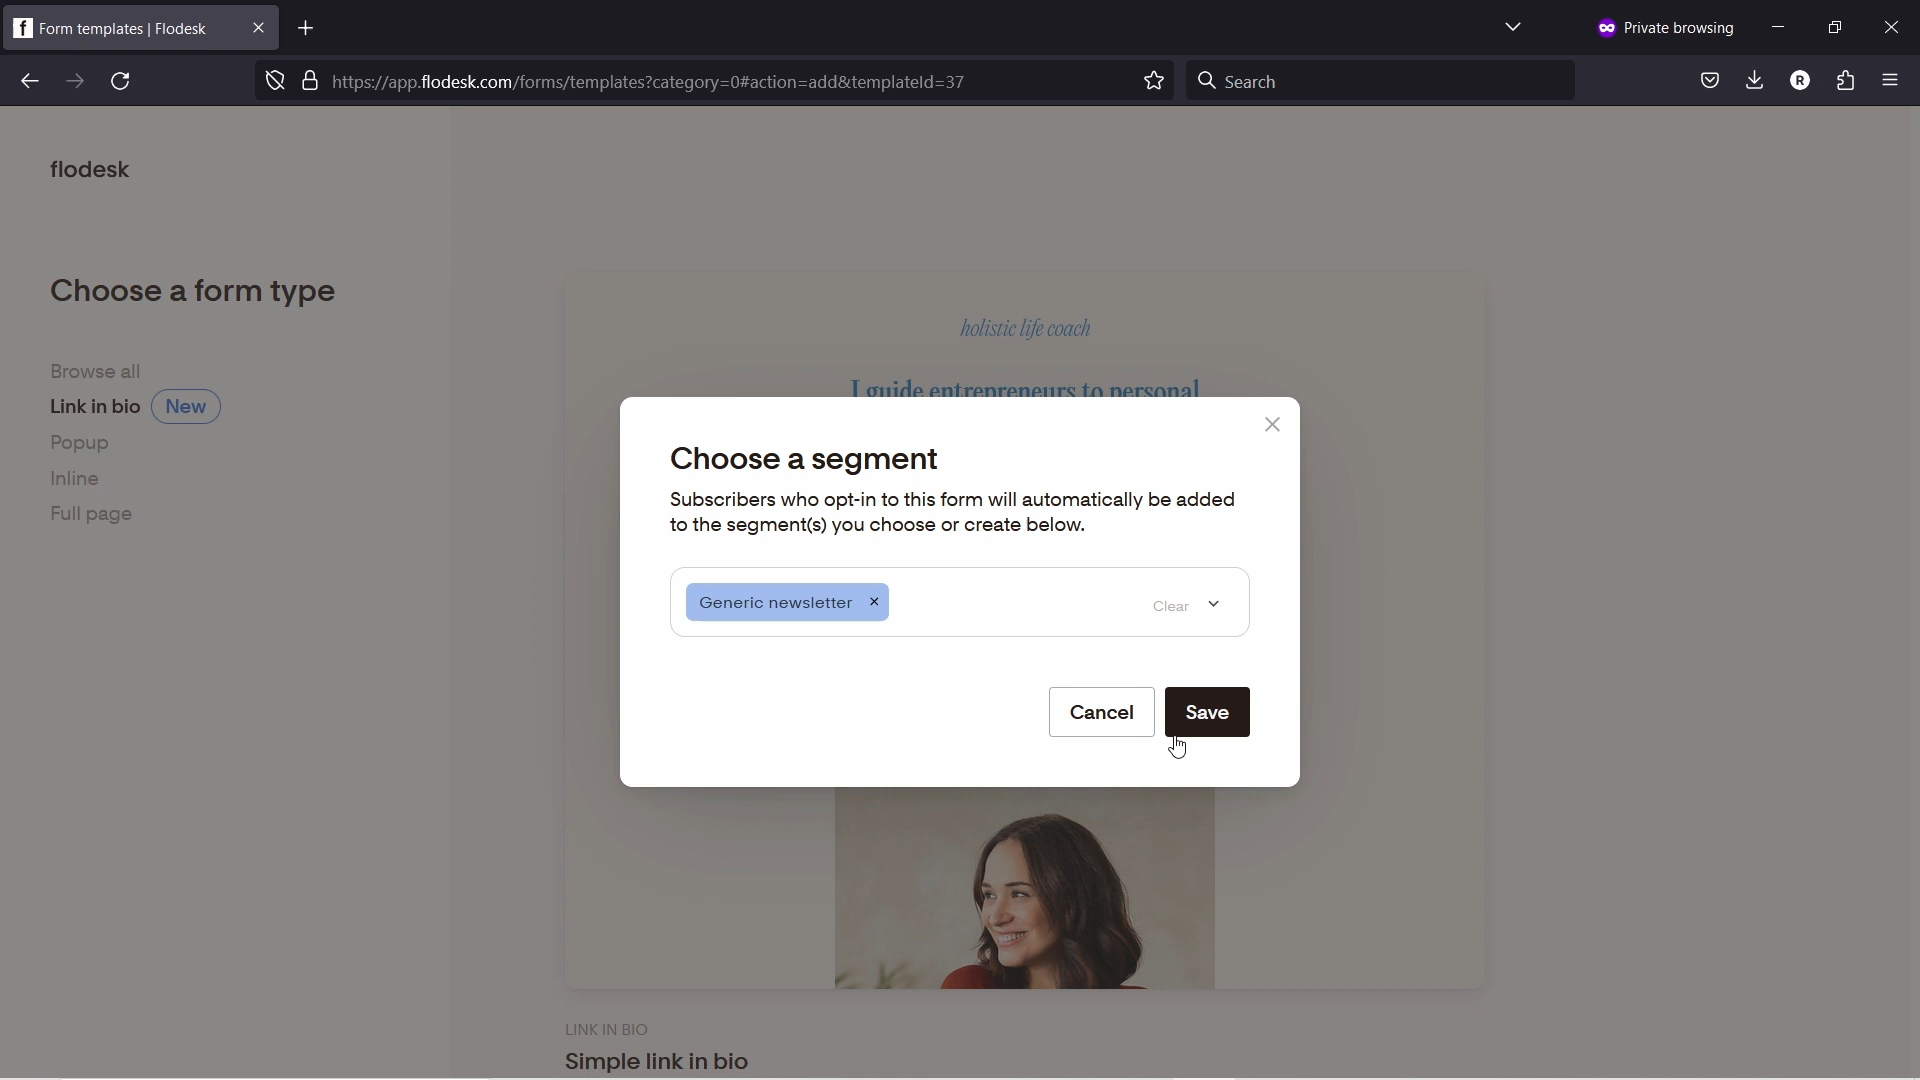 f Form templates | Flodesk
Private browsing
https://app.flodesk.com/forms/templates?category=0#action=add&templateId=37
Search
R
flodesk
Choose a form type
Browse all
Link in bio New
Popup
Inline
Full page
holistic life coach
I guide entrepreneurs to personal
Choose a segment
Subscribers who opt-in to this form will automatically be added
to the segment(s) you choose or create below.
Generic newsletter ×
Clear
Cancel
Save
LINK IN BIO
Simple link in bio